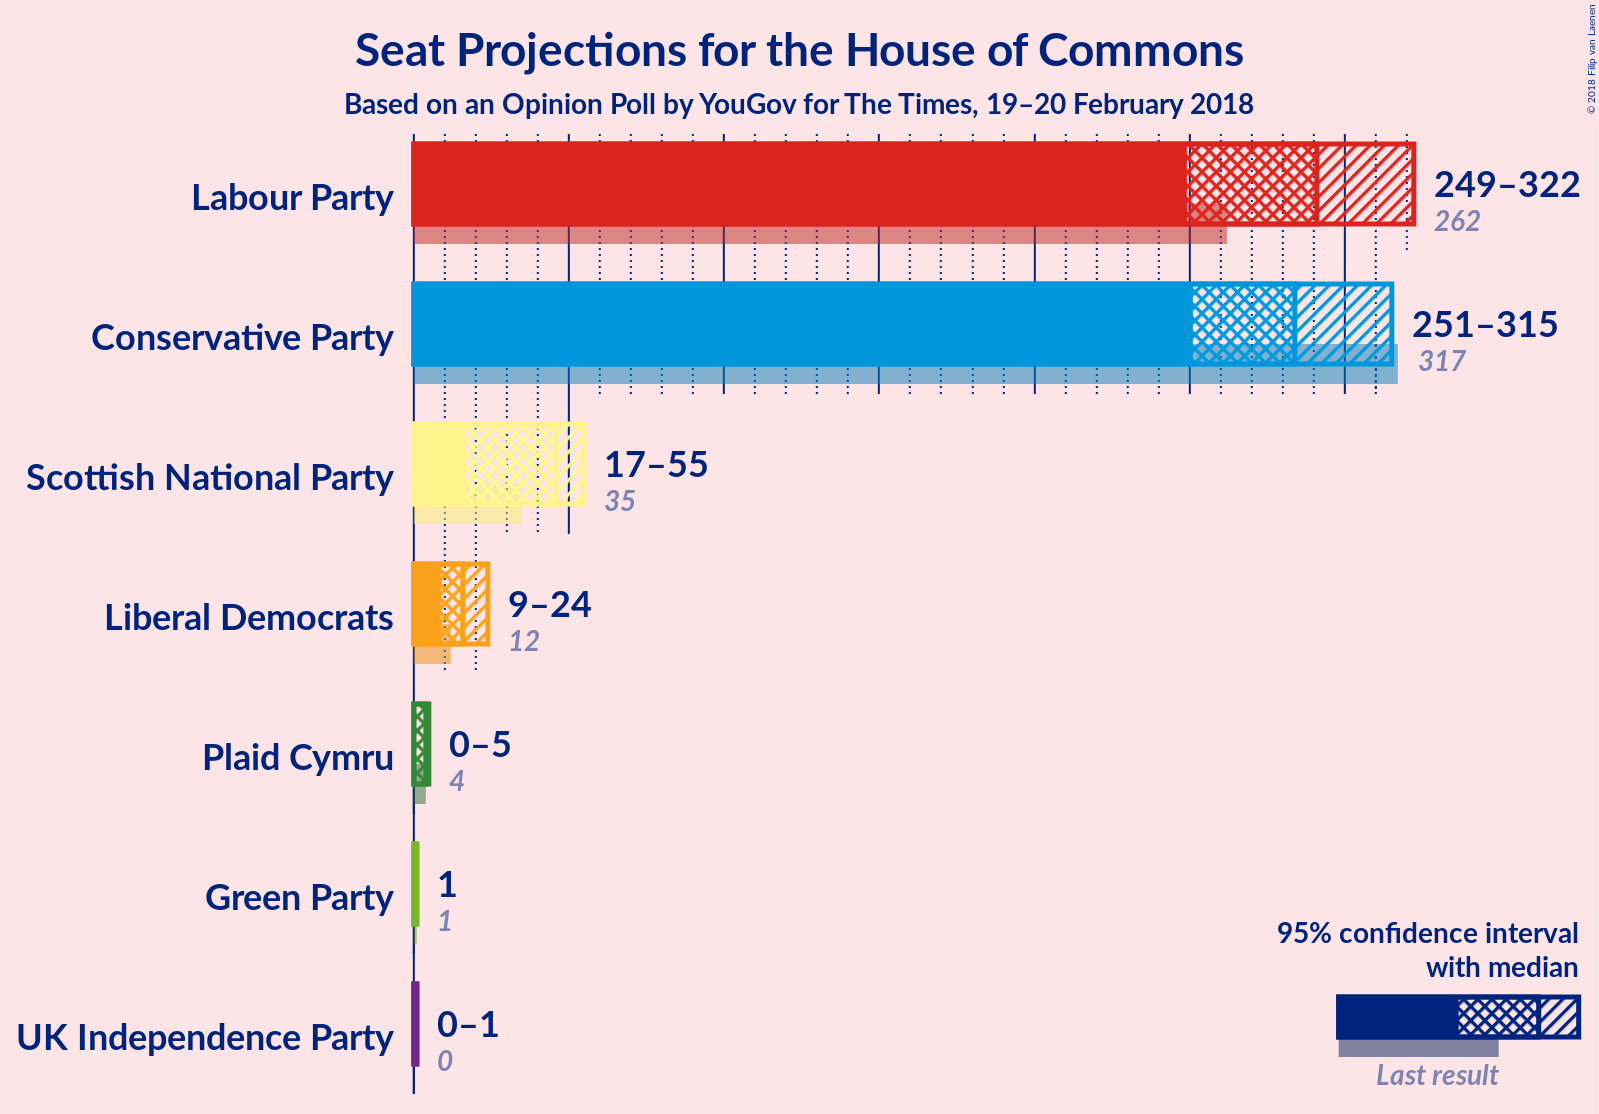 Seat Projections for the House of Commons
Based on an Opinion Poll by YouGov for The Times, 19–20 February 2018
© 2018 Filip van Laenen
Labour Party
249–322
262
Conservative Party
251–315
317
Scottish National Party
17–55
35
Liberal Democrats
9–24
12
Plaid Cymru
0–5
4
Green Party
1
1
UK Independence Party
0–1
0
95% confidence interval
with median
Last result